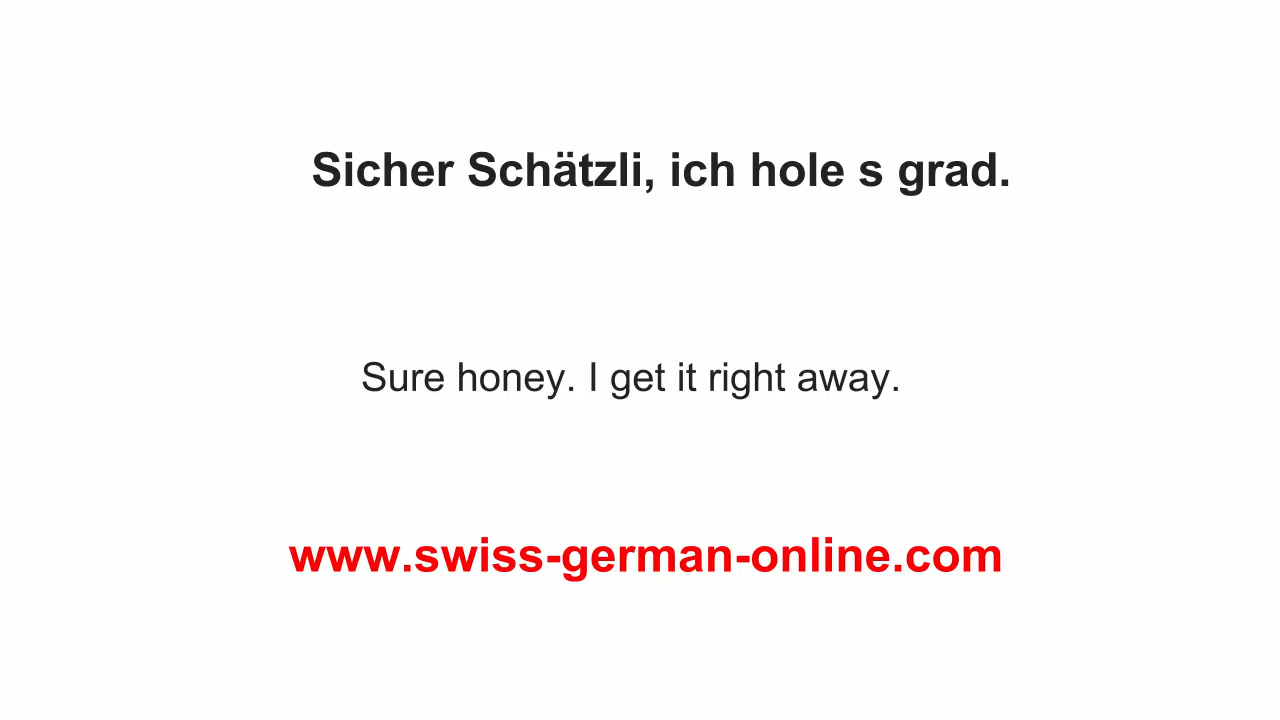 Sicher Schätzli, ich hole s grad.
Sure honey. I get it right away.
www.swiss-german-online.com